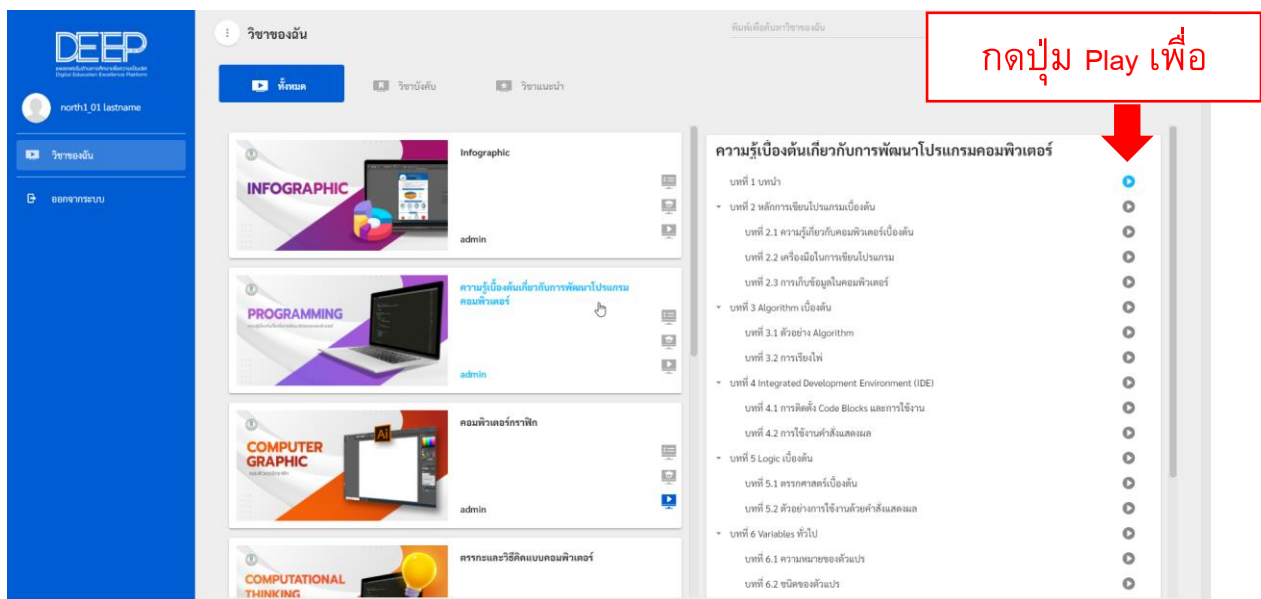 DEEP
Digital Education Excellence Platform
north1_01 lastname
วิชาของฉัน
ออกจากระบบ
วิชาของฉัน
พิมพ์เพื่อค้นหาวิชาของฉัน
กดปุ่ม Play เพื่อ
ทั้งหมด
วิชาบังคับ
วิชาแนะนำ
INFOGRAPHIC
Infographic
admin
PROGRAMMING
ความรู้เบื้องต้นเกี่ยวกับการพัฒนาโปรแกรม
คอมพิวเตอร์
admin
COMPUTER
GRAPHIC
Ai
คอมพิวเตอร์กราฟิก
admin
COMPUTATIONAL
THINKING
ตรรกะและวิธีคิดแบบคอมพิวเตอร์
ความรู้เบื้องต้นเกี่ยวกับการพัฒนาโปรแกรมคอมพิวเตอร์
บทที่ 1 บทนำ
บทที่ 2 หลักการเขียนโปรแกรมเบื้องต้น
บทที่ 2.1 ความรู้เกี่ยวกับคอมพิวเตอร์เบื้องต้น
บทที่ 2.2 เครื่องมือในการเขียนโปรแกรม
บทที่ 2.3 การเก็บข้อมูลในคอมพิวเตอร์
บทที่ 3 Algorithm เบื้องต้น
บทที่ 3.1 ตัวอย่าง Algorithm
บทที่ 3.2 การเรียงไพ่
บทที่ 4 Integrated Development Environment (IDE)
บทที่ 4.1 การติดตั้ง Code Blocks และการใช้งาน
บทที่ 4.2 การใช้งานคำสั่งแสดงผล
บทที่ 5 Logic เบื้องต้น
บทที่ 5.1 ตรรกศาสตร์เบื้องต้น
บทที่ 5.2 ตัวอย่างการใช้งานด้วยคำสั่งแสดงผล
บทที่ 6 Variables ทั่วไป
บทที่ 6.1 ความหมายของตัวแปร
บทที่ 6.2 ชนิดของตัวแปร